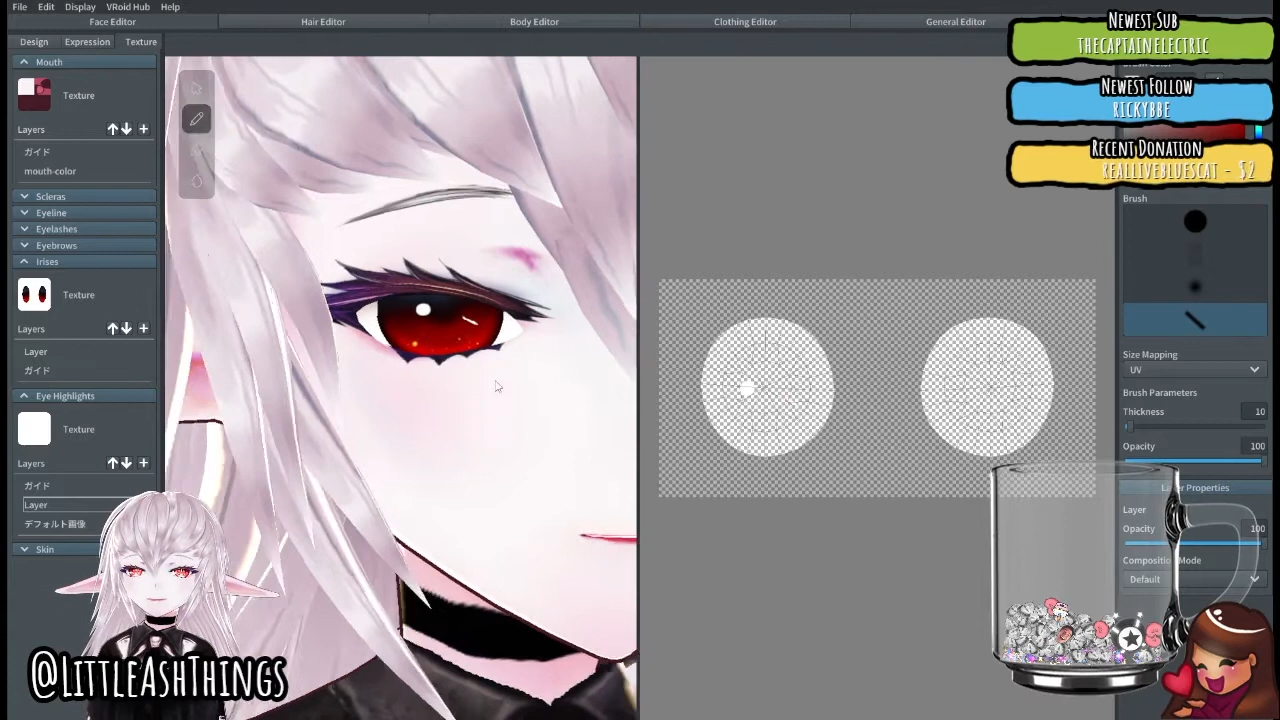 File Edit Display VRoid Hub Help
Face Editor Hair Editor Body Editor Clothing Editor General Editor
Design Expression Texture
Mouth
Texture
Layers
ガイド
mouth-color
Scleras
Eyeline
Eyelashes
Eyebrows
Irises
Texture
Layers
Layer
ガイド
Eye Highlights
Texture
Layers
ガイド
Layer
デフォルト画像
Skin
@LittleAshThings
Newest Sub
thecaptainelectric
Newest Follow
rickybbe
Recent Donation
reallivebluescat - $2
Brush
Size Mapping
UV
Brush Parameters
Thickness 10
Opacity 100
Layer Properties
Layer
Opacity 100
Composition Mode
Default